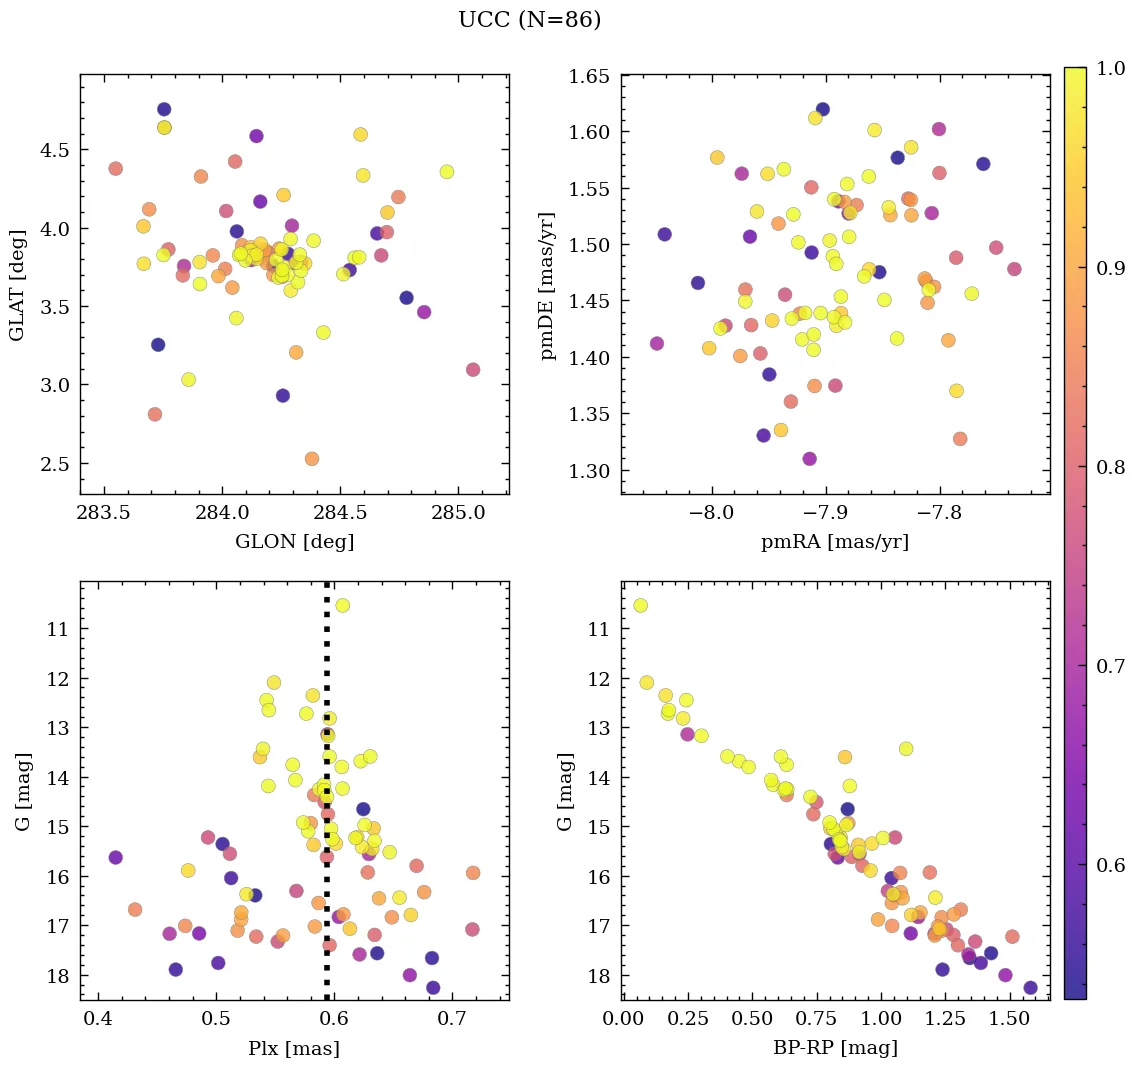 UCC (N=86)
4.5
4.0
3.5
3.0
2.5
GLAT [deg]
283.5 284.0 284.5 285.0
GLON [deg]
1.65
1.60
1.55
1.50
1.45
1.40
1.35
1.30
pmDE [mas/yr]
−8.0 −7.9 −7.8
pmRA [mas/yr]
1.0
0.9
0.8
0.7
0.6
11
12
13
14
15
16
17
18
G [mag]
0.4 0.5 0.6 0.7
Plx [mas]
11
12
13
14
15
16
17
18
G [mag]
0.00 0.25 0.50 0.75 1.00 1.25 1.50
BP-RP [mag]